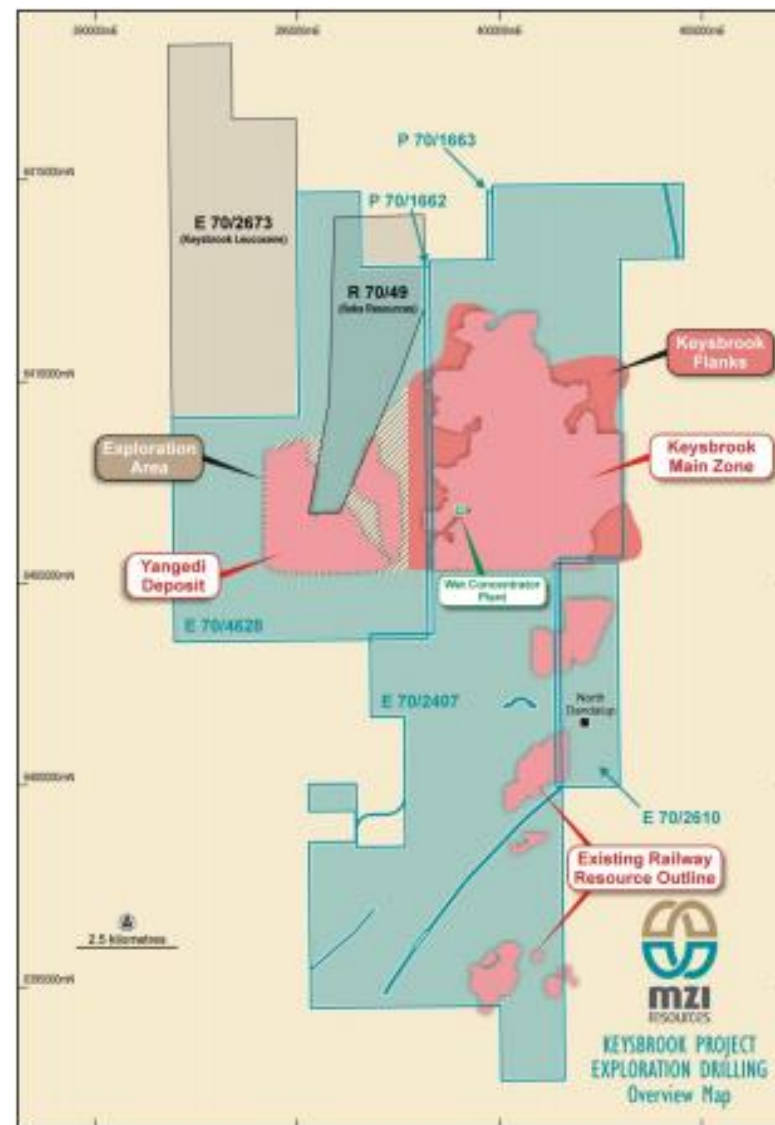 400000mE
P 70/1663
P 70/1662
E 70/2673
(Keysbrook Leucoxene)
R 70/49
Keysbrook
Flanks
Exploration
Area
Keysbrook
Main Zone
Yangedi
Deposit
Wet Concentrator
Plant
E 70/4628
E 70/2407
North
Dandalup
E 70/2610
Existing Railway
Resource Outline
2.5 kilometres
mzi
RESOURCES
KEYSBROOK PROJECT
EXPLORATION DRILLING
Overview Map